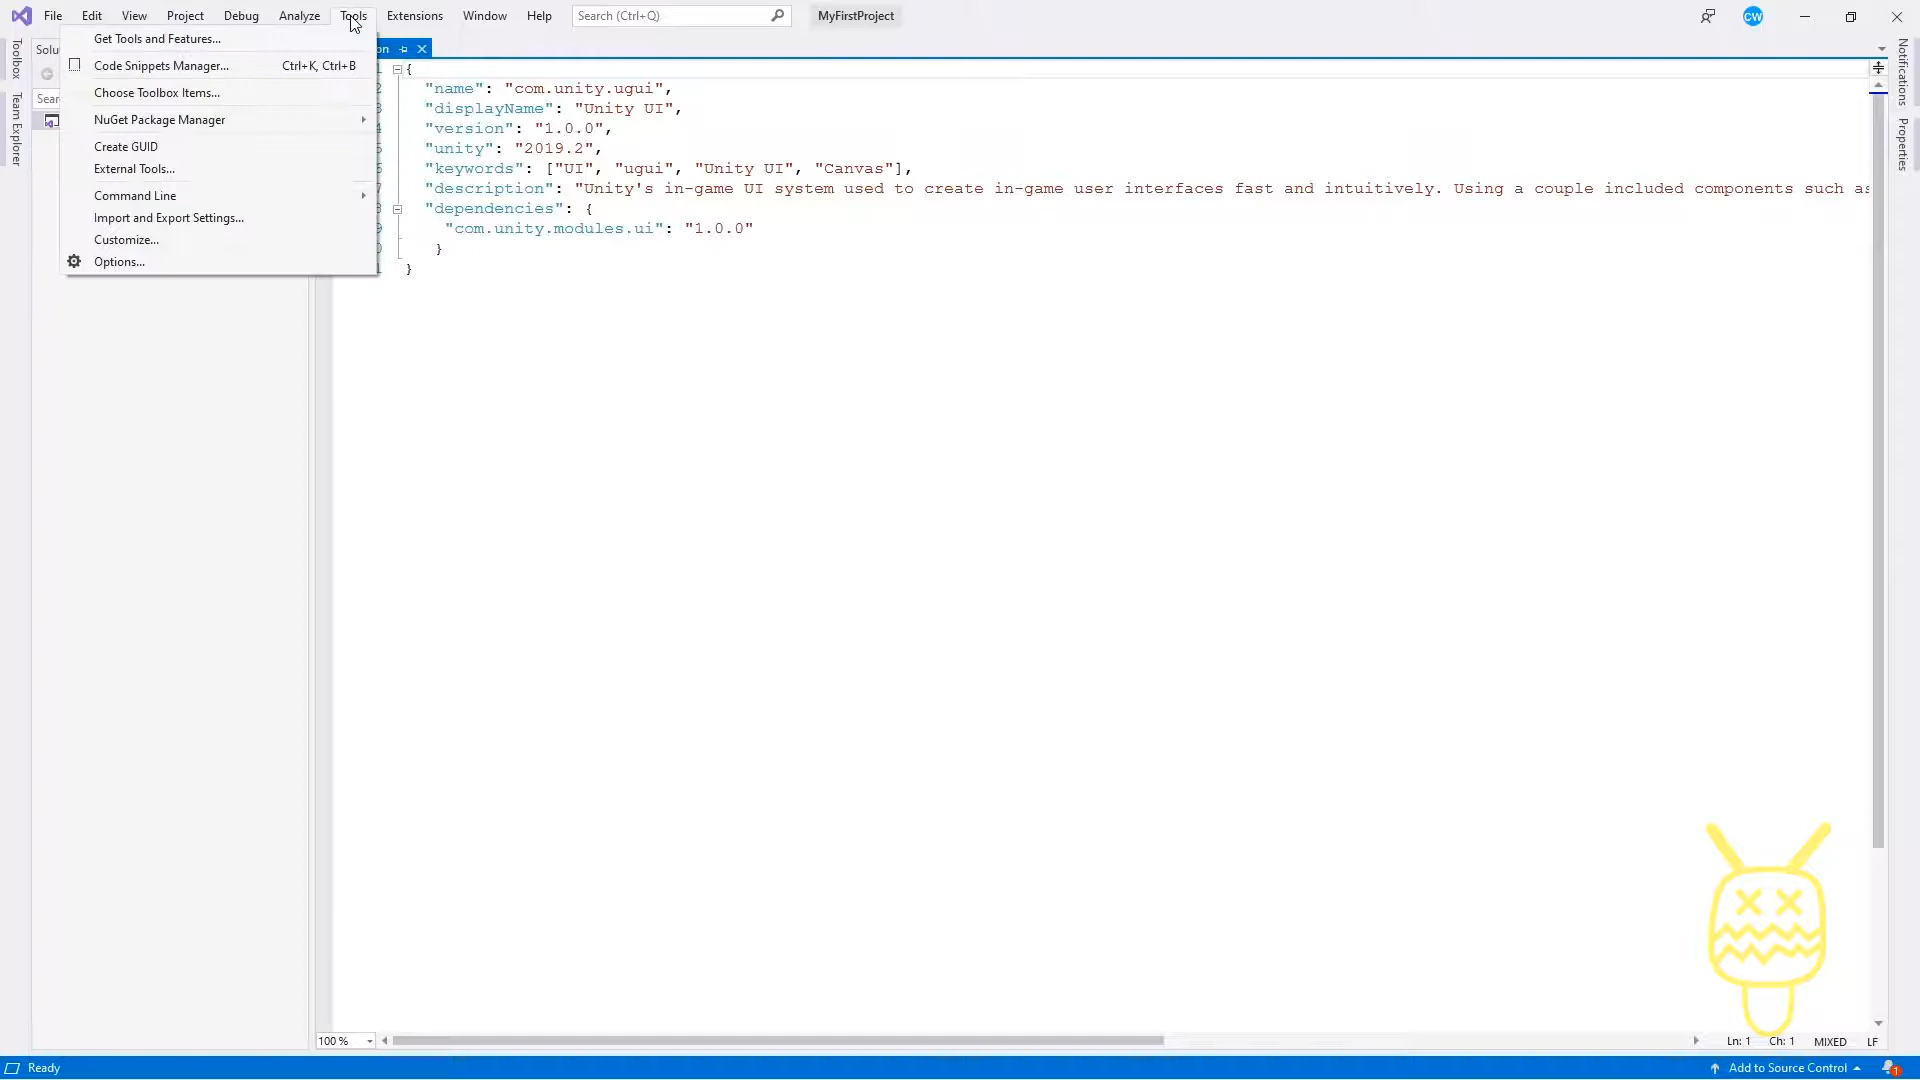 File Edit View Project Debug Analyze Tools Extensions Window Help Search (Ctrl+Q) MyFirstProject CW
Get Tools and Features...
Code Snippets Manager... Ctrl+K, Ctrl+B
Choose Toolbox Items...
NuGet Package Manager
Create GUID
External Tools...
Command Line
Import and Export Settings...
Customize...
Options...
Toolbox
Team Explorer
{
"name": "com.unity.ugui",
"displayName": "Unity UI",
"version": "1.0.0",
"unity": "2019.2",
"keywords": ["UI", "ugui", "Unity UI", "Canvas"],
"description": "Unity's in-game UI system used to create in-game user interfaces fast and intuitively. Using a couple included components such as
"dependencies": {
"com.unity.modules.ui": "1.0.0"
}
}
Notifications
Properties
100 % Ln: 1 Ch: 1 MIXED LF
Ready Add to Source Control 1